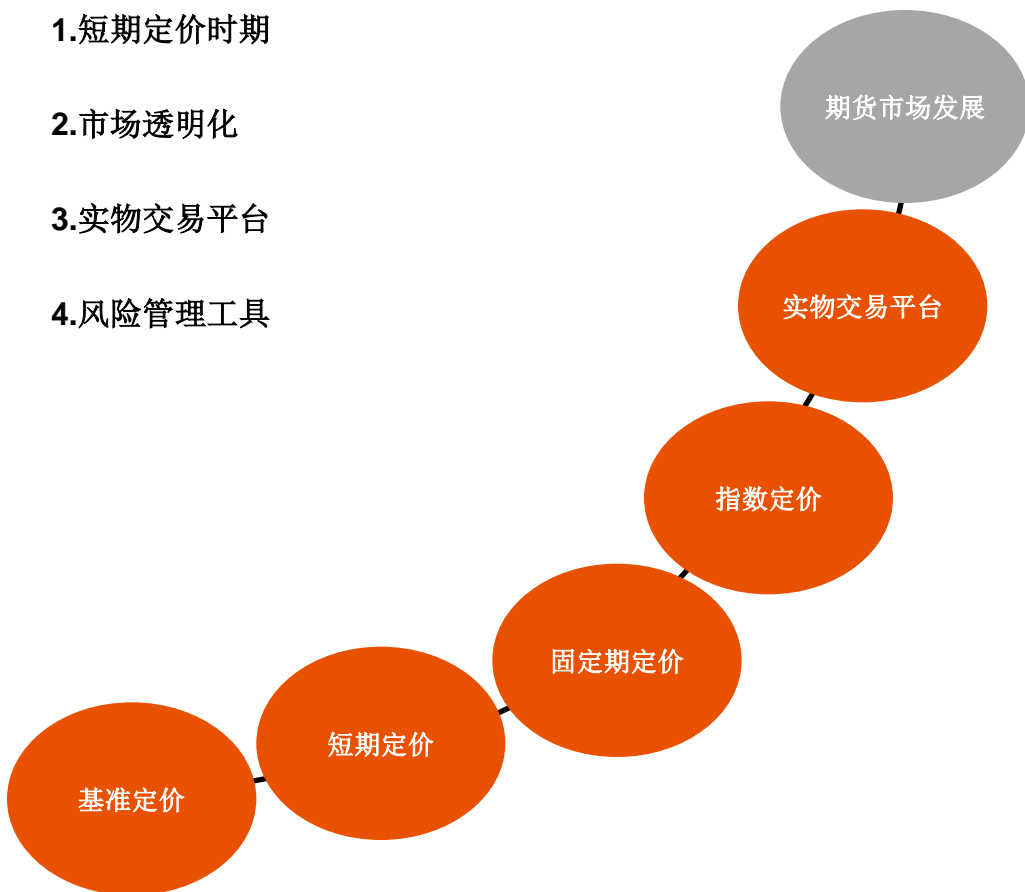 1.短期定价时期
2.市场透明化
3.实物交易平台
4.风险管理工具
期货市场发展
实物交易平台
指数定价
固定期定价
短期定价
基准定价